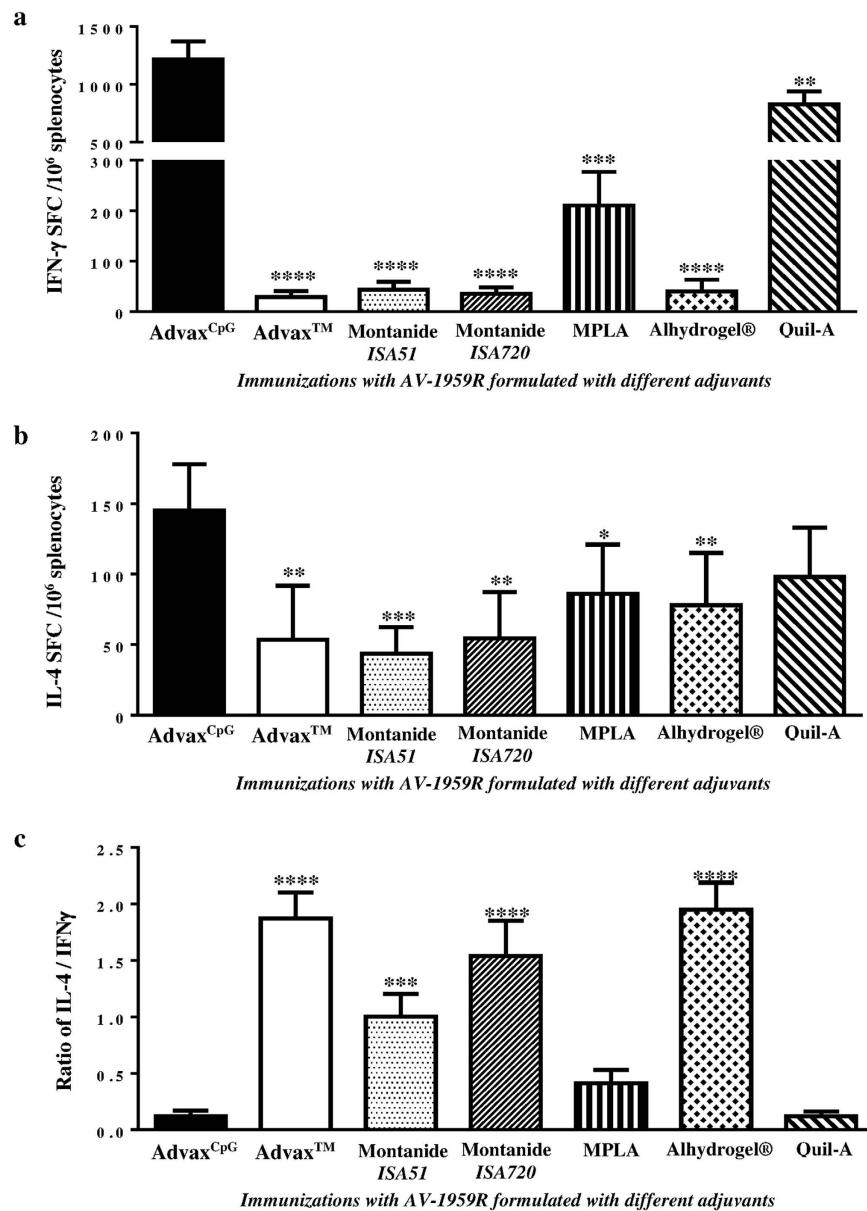 a
IFN-γ SFC /10⁶ splenocytes
1500
1000
500
300
200
100
0
**
***
**** **** **** ****
Advax^CpG Advax™ Montanide MPLA Alhydrogel® Quil-A
ISA51
Montanide
ISA720
Immunizations with AV-1959R formulated with different adjuvants
b
IL-4 SFC /10⁶ splenocytes
200
150
100
50
0
** *** ** * **
Advax^CpG Advax™ Montanide MPLA Alhydrogel® Quil-A
ISA51
Montanide
ISA720
Immunizations with AV-1959R formulated with different adjuvants
c
Ratio of IL-4 / IFNγ
2.5
2.0
1.5
1.0
0.5
0.0
**** *** **** ****
Advax^CpG Advax™ Montanide MPLA Alhydrogel® Quil-A
ISA51
Montanide
ISA720
Immunizations with AV-1959R formulated with different adjuvants